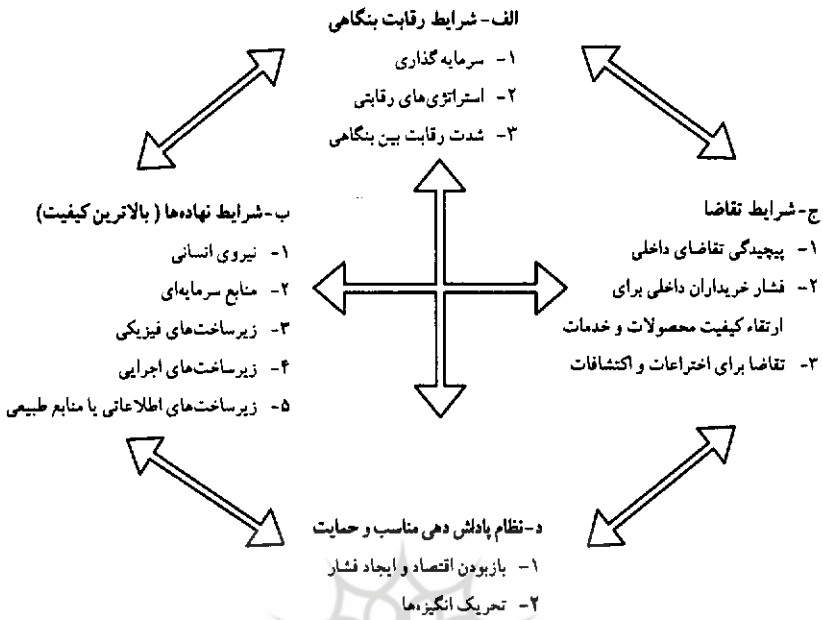 الف- شرایط رقابت بنگاهی
۱- سرمایه گذاری
۲- استراتژی‌های رقابتی
۳- شدت رقابت بین بنگاهی
ج- شرایط تقاضا
۱- پیچیدگی تقاضای داخلی
۲- فشار خریداران داخلی برای
ارتقاء کیفیت محصولات و خدمات
۳- تقاضا برای اختراعات و اکتشافات
ب- شرایط نهاده‌ها ( بالاترین کیفیت)
۱- نیروی انسانی
۲- منابع سرمایه‌ای
۳- زیرساخت‌های فیزیکی
۴- زیرساخت‌های اجرایی
۵- زیرساخت‌های اطلاعاتی یا منابع طبیعی
د- نظام پاداش دهی مناسب و حمایت
۱- بازبودن اقتصاد و ایجاد فشار
۲- تحریک انگیزه‌ها